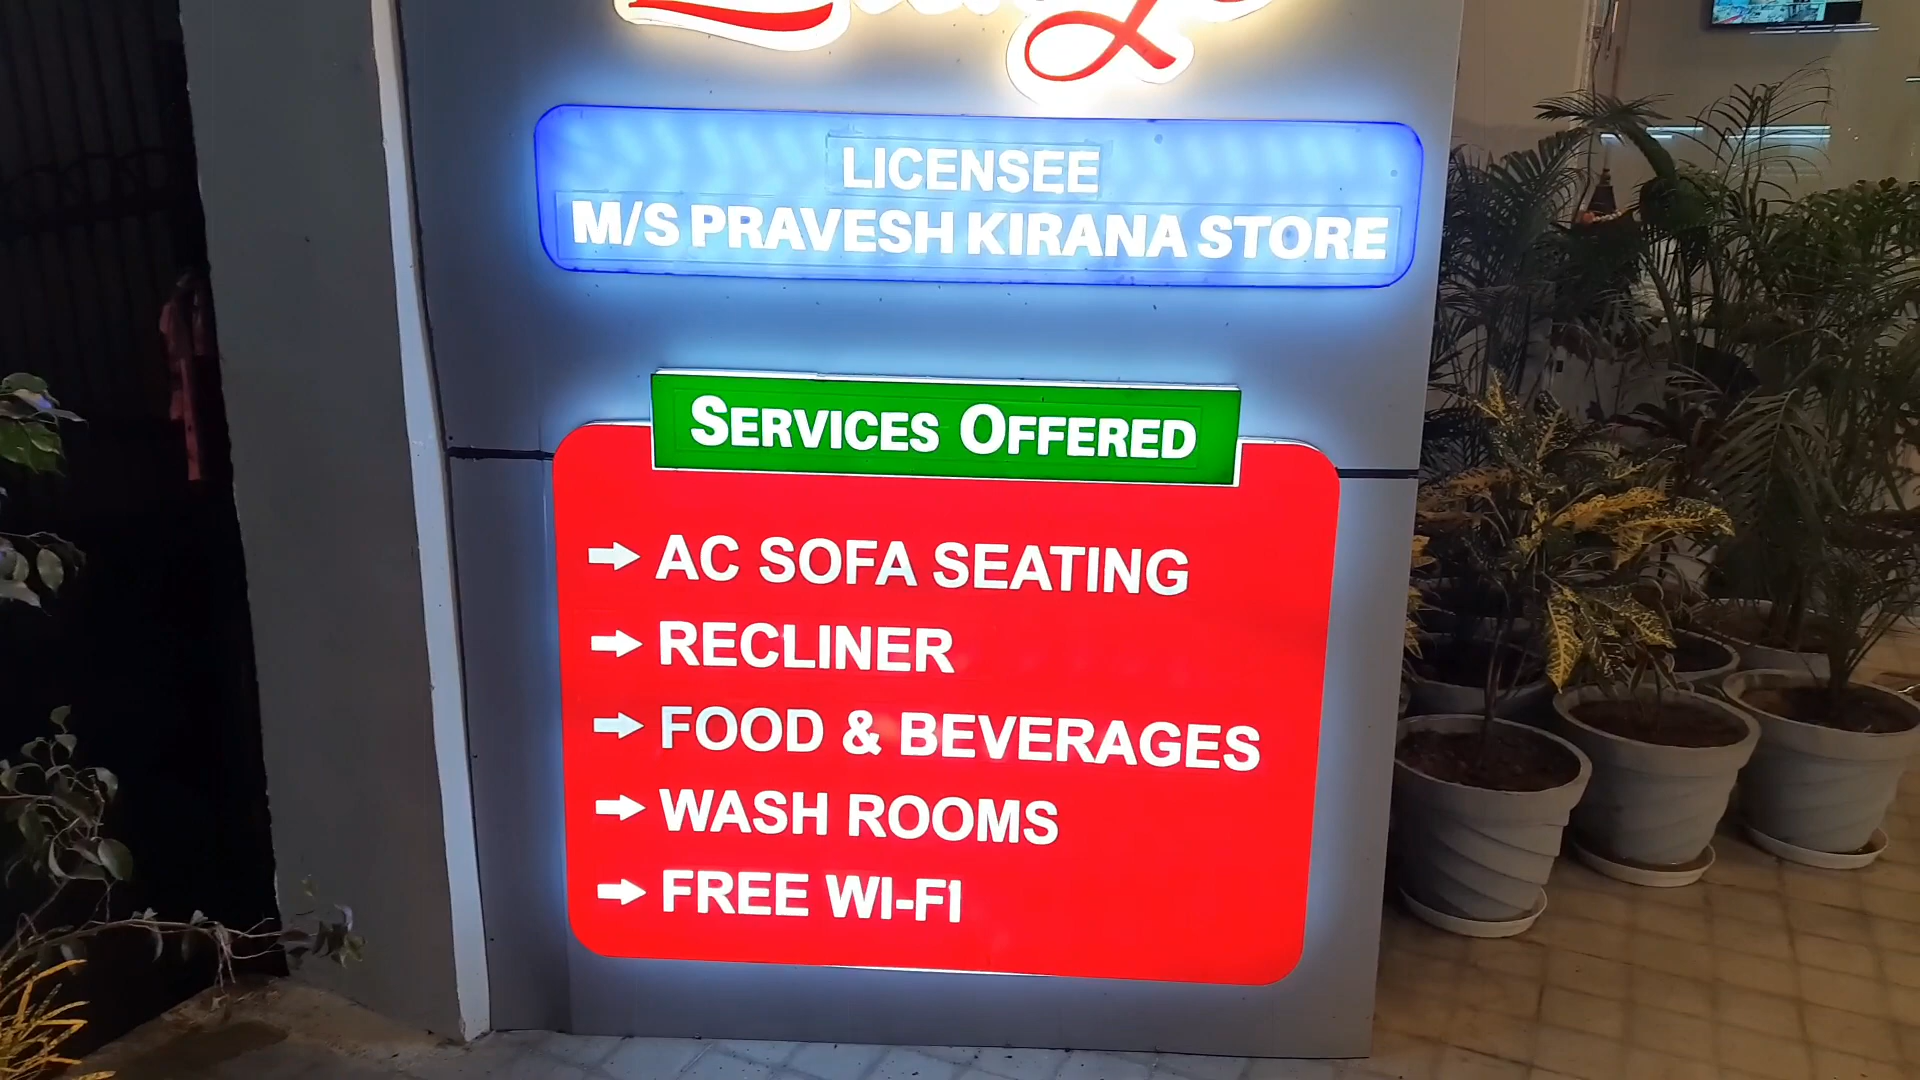 LICENSEE
M/S PRAVESH KIRANA STORE
SERVICES OFFERED
AC SOFA SEATING
RECLINER
FOOD & BEVERAGES
WASH ROOMS
FREE WI-FI